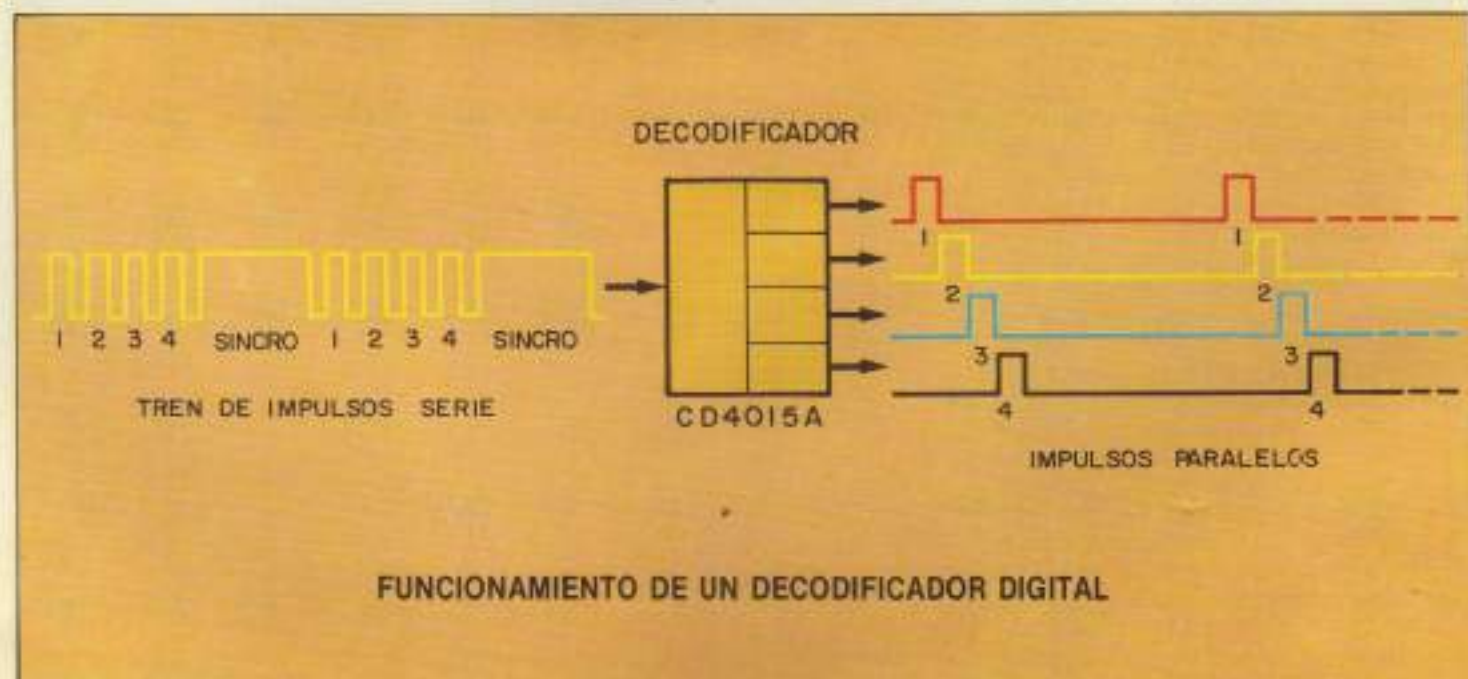 DECODIFICADOR
1 2 3 4 SINCRO 1 2 3 4 SINCRO
TREN DE IMPULSOS SERIE
CD4015A
1 1
2 2
3 3
4 4
IMPULSOS PARALELOS
FUNCIONAMIENTO DE UN DECODIFICADOR DIGITAL